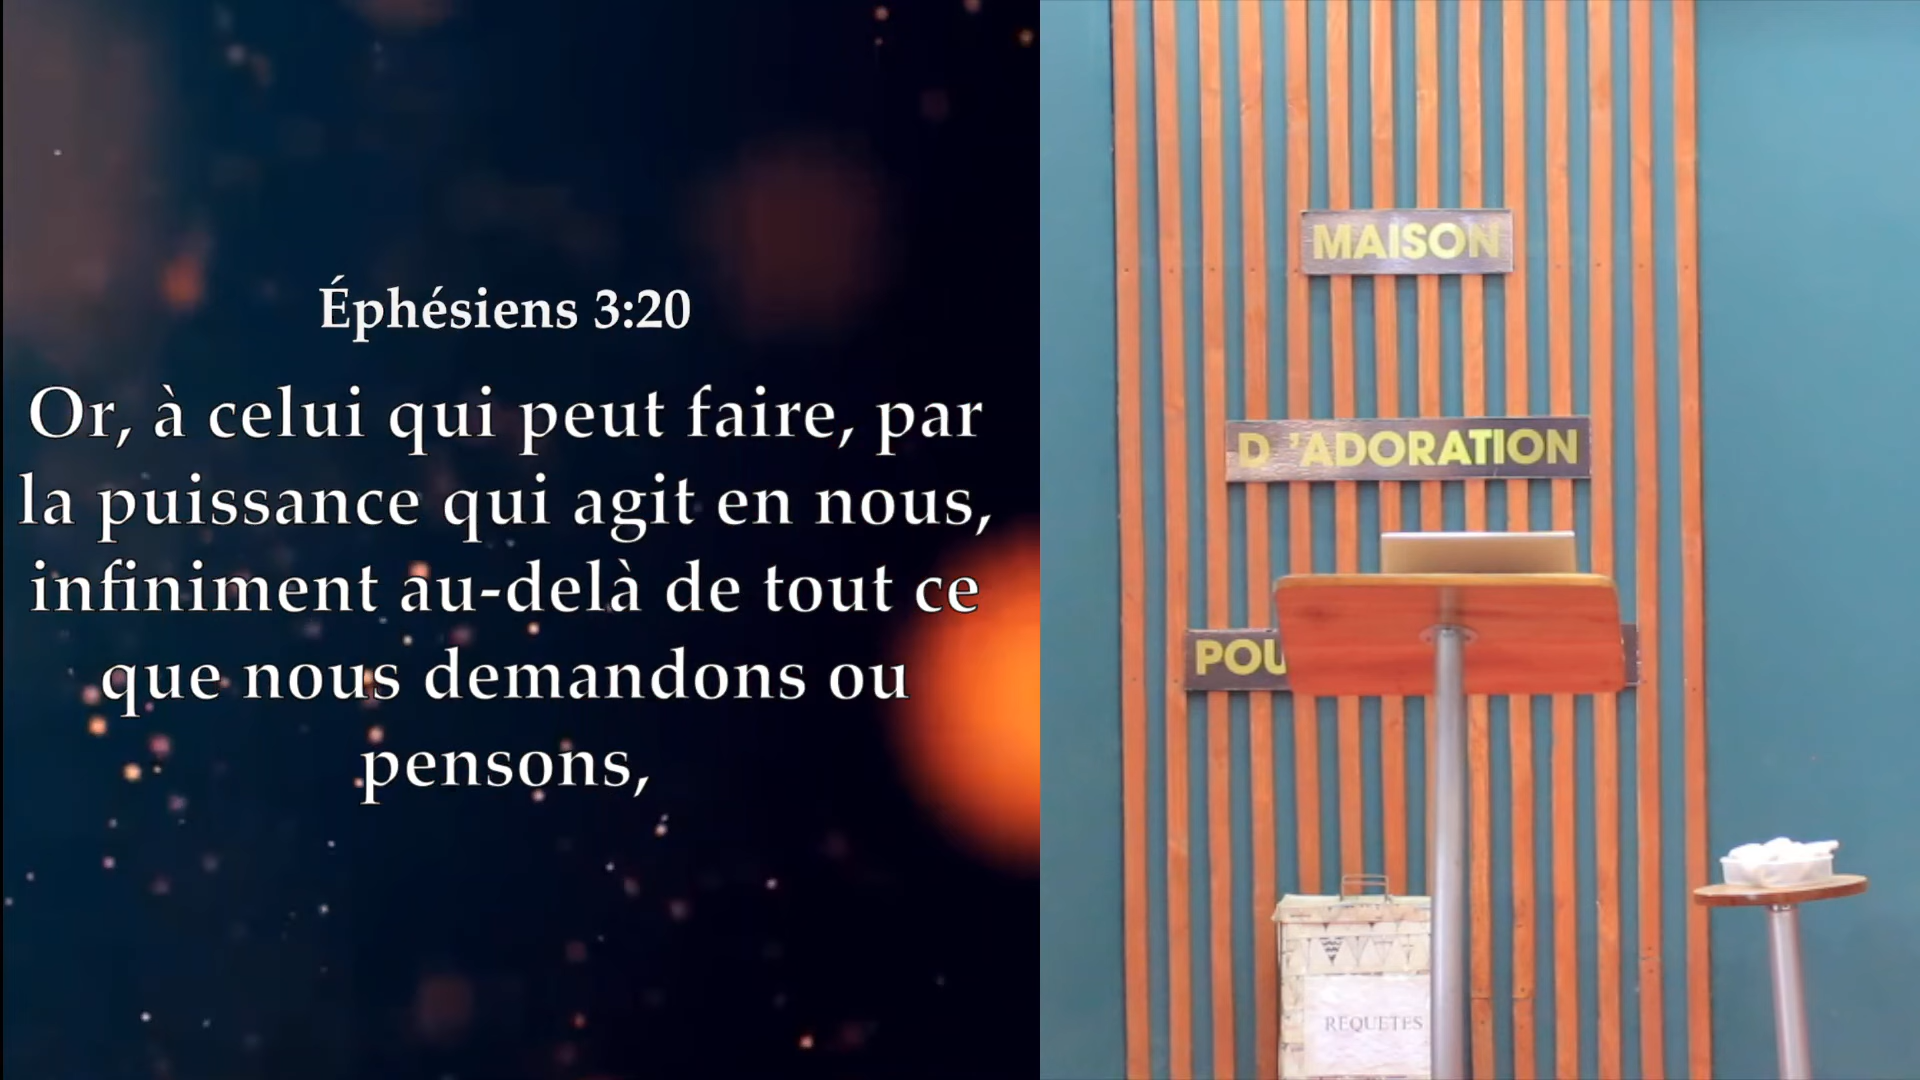 Éphésiens 3:20
Or, à celui qui peut faire, par
la puissance qui agit en nous,
infiniment au-delà de tout ce
que nous demandons ou
pensons,
MAISON
D 'ADORATION
POU
REQUETES